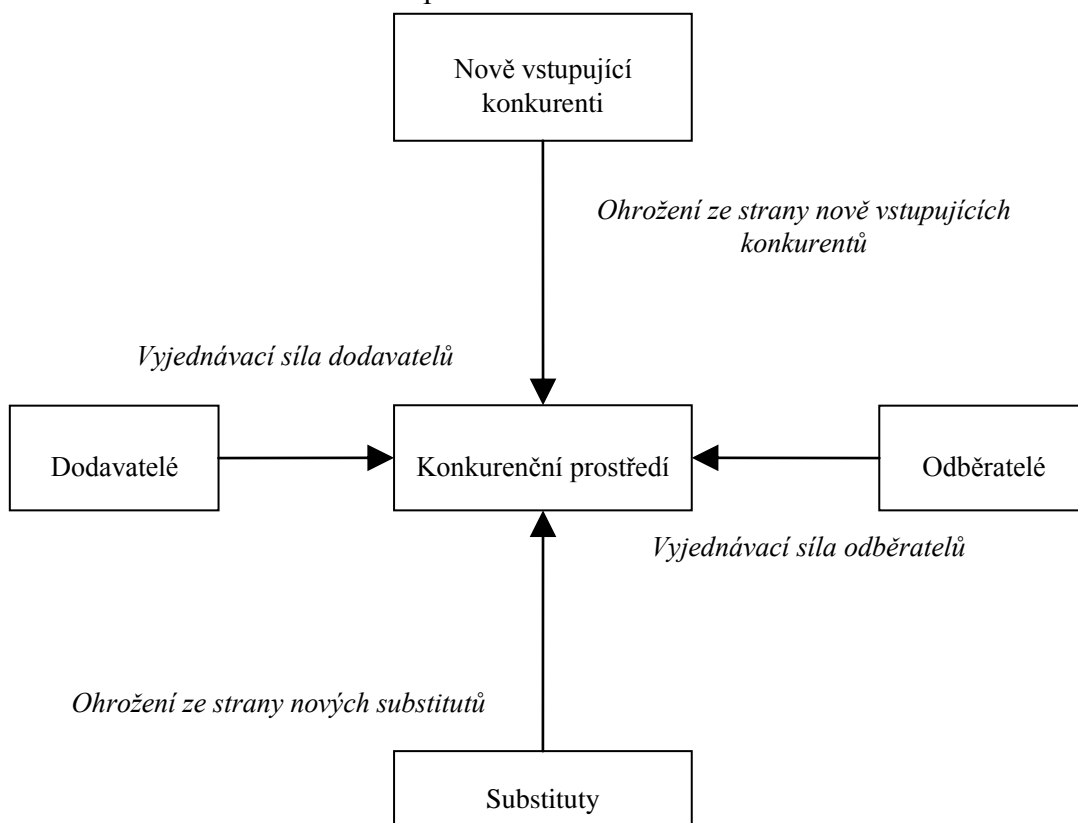 Nově vstupující
konkurenti
Ohrožení ze strany nově vstupujících
konkurentů
Vyjednávací síla dodavatelů
Dodavatelé
Konkurenční prostředí
Odběratelé
Vyjednávací síla odběratelů
Ohrožení ze strany nových substitutů
Substituty